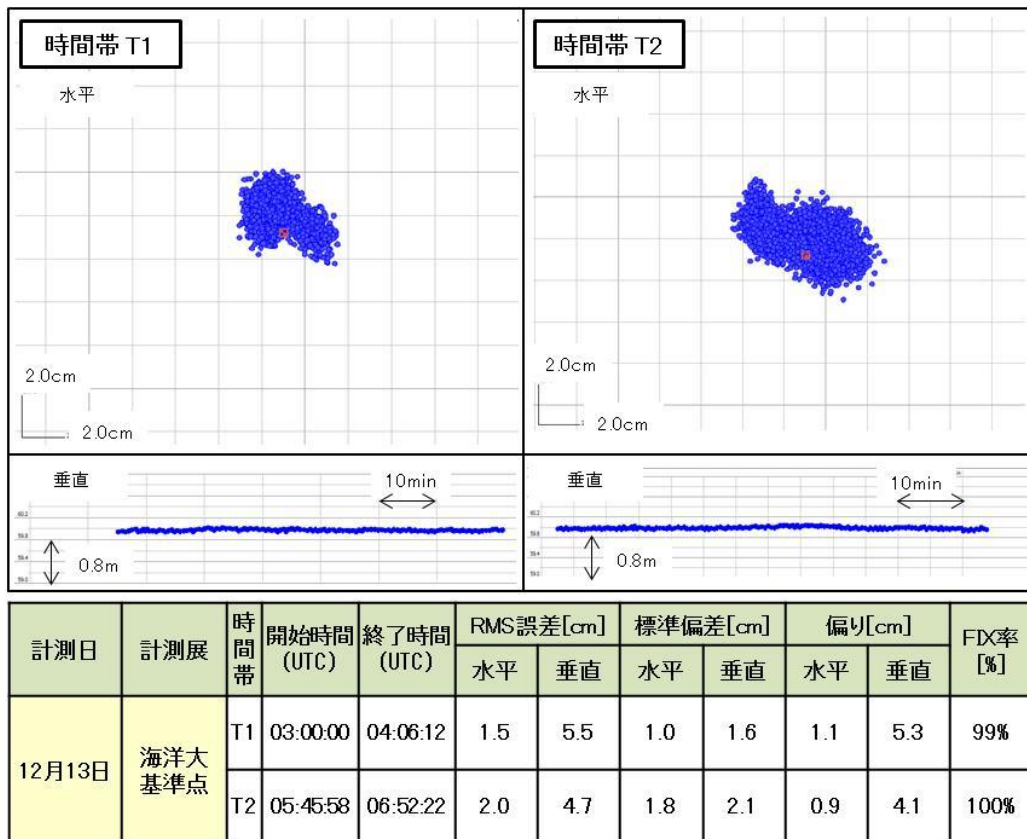 時間帯 T1
水平
2.0cm
2.0cm
垂直
10min
0.8m
時間帯 T2
水平
2.0cm
2.0cm
垂直
10min
0.8m
計測日 計測展 時間帯 開始時間(UTC) 終了時間(UTC) RMS誤差[cm] 標準偏差[cm] 偏り[cm] FIX率[%]
水平 垂直 水平 垂直 水平 垂直
12月13日 海洋大基準点 T1 03:00:00 04:06:12 1.5 5.5 1.0 1.6 1.1 5.3 99%
T2 05:45:58 06:52:22 2.0 4.7 1.8 2.1 0.9 4.1 100%